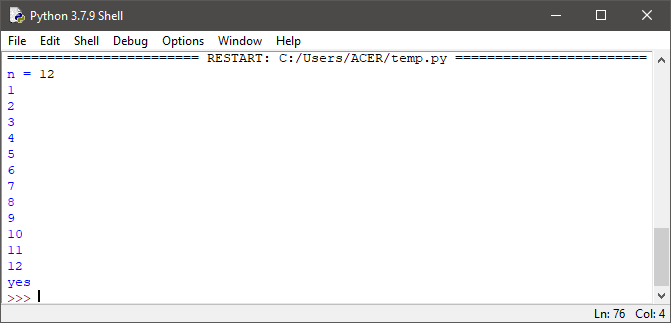 Python 3.7.9 Shell
File Edit Shell Debug Options Window Help
======================== RESTART: C:/Users/ACER/temp.py ========================
n = 12
1
2
3
4
5
6
7
8
9
10
11
12
yes
>>>
Ln: 76 Col: 4